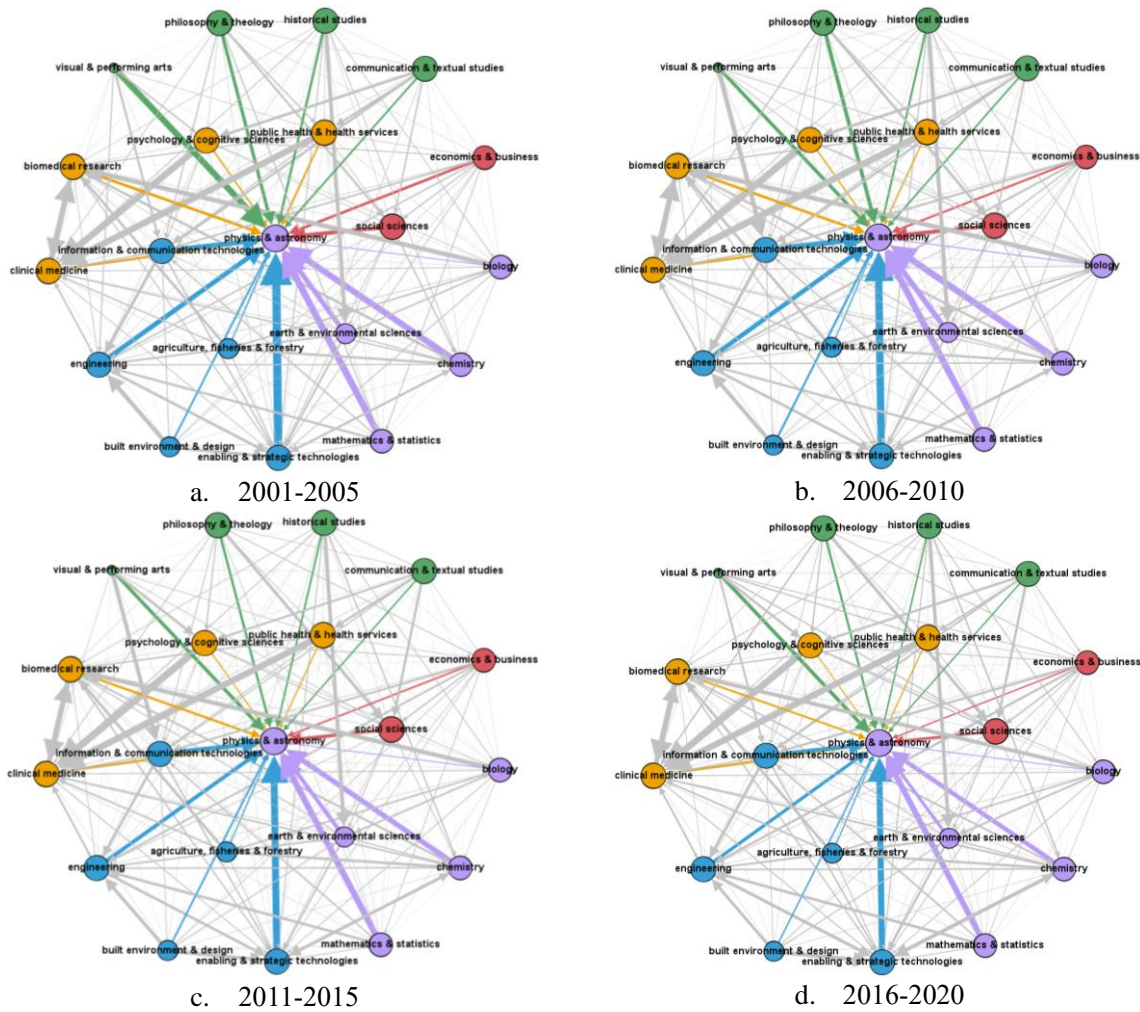 philosophy & theology
historical studies
visual & performing arts
communication & textual studies
psychology & cognitive sciences
public health & health services
biomedical research
economics & business
social sciences
physics & astronomy
information & communication technologies
clinical medicine
biology
earth & environmental sciences
agriculture, fisheries & forestry
engineering
chemistry
built environment & design
mathematics & statistics
enabling & strategic technologies
a. 2001-2005
philosophy & theology
historical studies
visual & performing arts
communication & textual studies
psychology & cognitive sciences
public health & health services
biomedical research
economics & business
social sciences
physics & astronomy
information & communication technologies
clinical medicine
biology
earth & environmental sciences
agriculture, fisheries & forestry
engineering
chemistry
built environment & design
mathematics & statistics
enabling & strategic technologies
b. 2006-2010
philosophy & theology
historical studies
visual & performing arts
communication & textual studies
psychology & cognitive sciences
public health & health services
biomedical research
economics & business
social sciences
physics & astronomy
information & communication technologies
clinical medicine
biology
earth & environmental sciences
agriculture, fisheries & forestry
engineering
chemistry
built environment & design
mathematics & statistics
enabling & strategic technologies
c. 2011-2015
philosophy & theology
historical studies
visual & performing arts
communication & textual studies
psychology & cognitive sciences
public health & health services
biomedical research
economics & business
social sciences
physics & astronomy
information & communication technologies
clinical medicine
biology
earth & environmental sciences
agriculture, fisheries & forestry
engineering
chemistry
built environment & design
mathematics & statistics
enabling & strategic technologies
d. 2016-2020